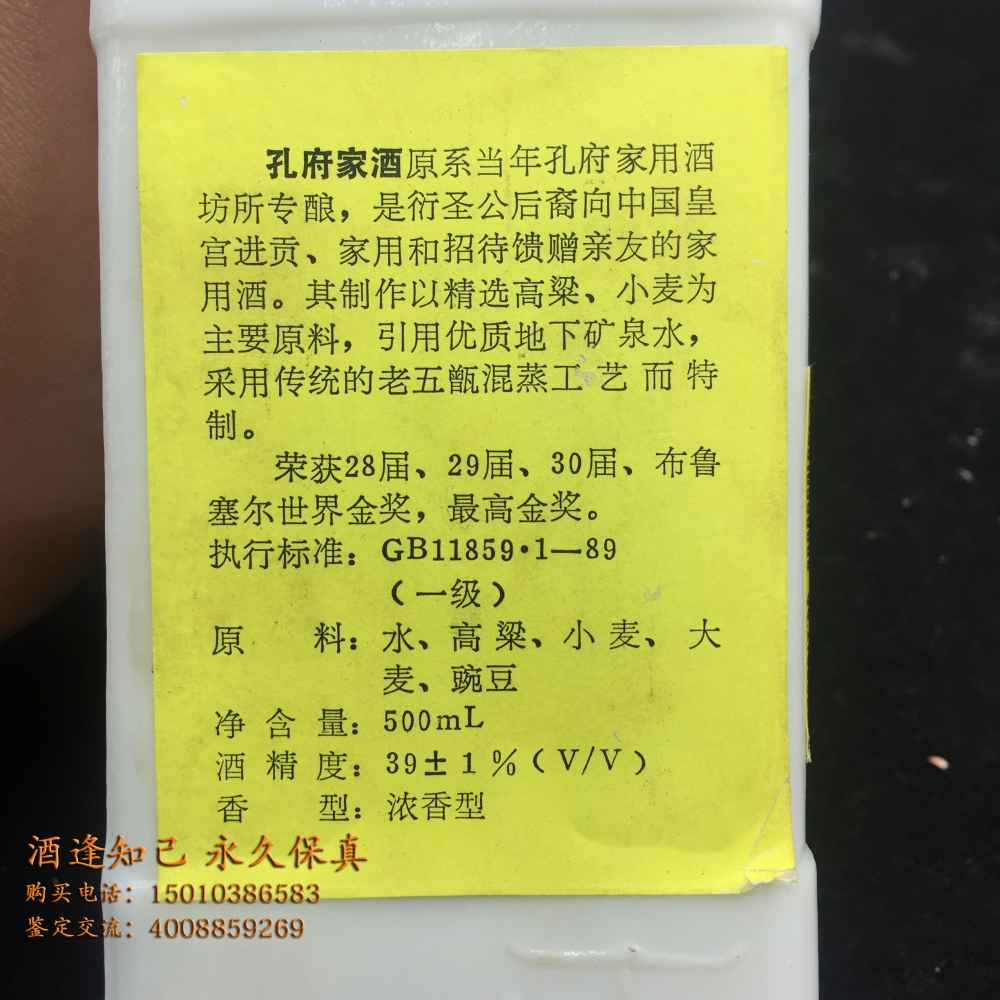 孔府家酒原系当年孔府家用酒
坊所专酿，是衍圣公后裔向中国皇
宫进贡、家用和招待馈赠亲友的家
用酒。其制作以精选高粱、小麦为
主要原料，引用优质地下矿泉水，
采用传统的老五甑混蒸工艺而特
制。
荣获28届、29届、30届、布鲁
塞尔世界金奖，最高金奖。
执行标准：GB11859·1—89
（一级）
原 料：水、高粱、小麦、大
麦、豌豆
净含量：500mL
酒精度：39±1％（V/V）
香 型：浓香型
酒逢知己 永久保真
购买电话：15010386583
鉴定交流：4008859269